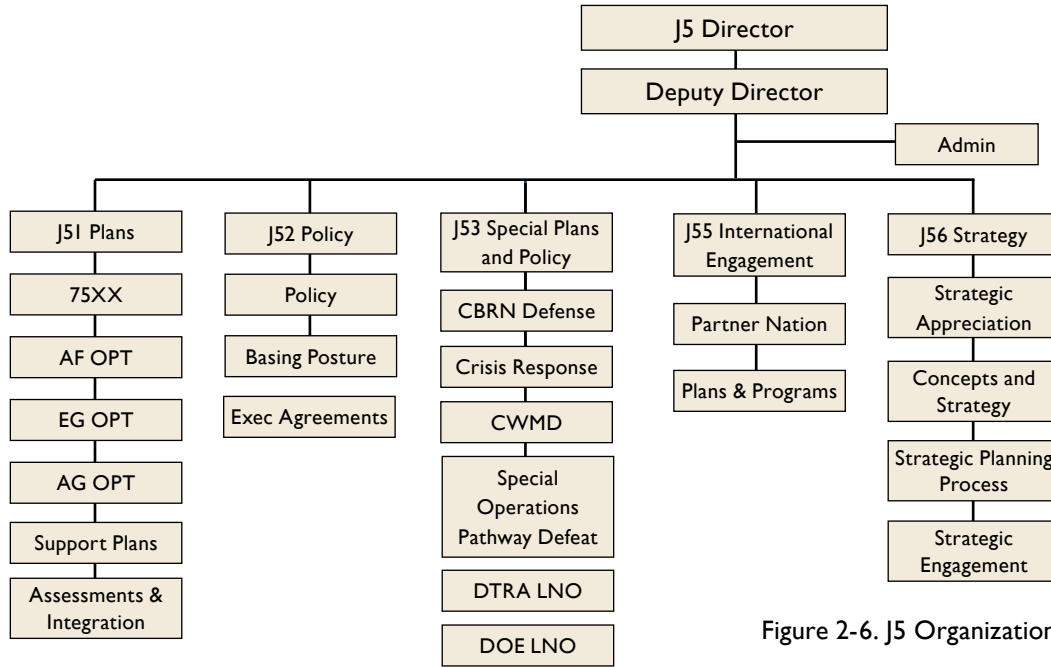 J5 Director
Deputy Director
Admin
J51 Plans
75XX
AF OPT
EG OPT
AG OPT
Support Plans
Assessments &
Integration
J52 Policy
Policy
Basing Posture
Exec Agreements
J53 Special Plans
and Policy
CBRN Defense
Crisis Response
CWMD
Special
Operations
Pathway Defeat
DTRA LNO
DOE LNO
J55 International
Engagement
Partner Nation
Plans & Programs
J56 Strategy
Strategic
Appreciation
Concepts and
Strategy
Strategic Planning
Process
Strategic
Engagement
Figure 2-6. J5 Organization